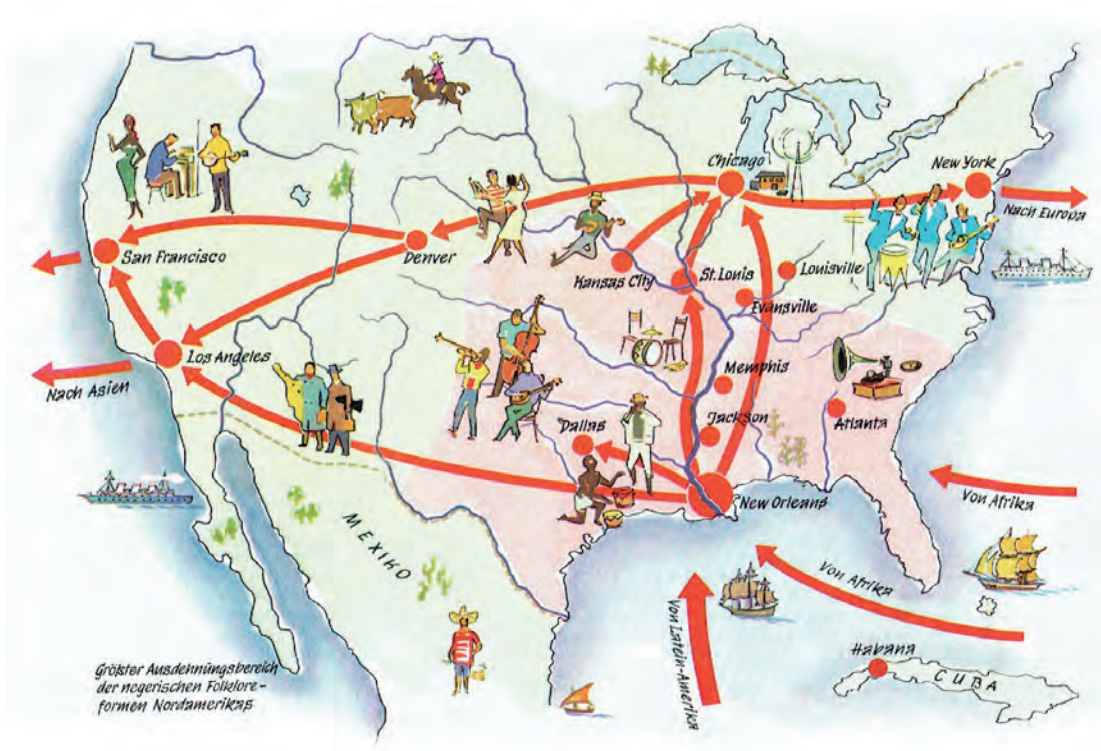 Chicago
New York
Nach Europa
San Francisco
Denver
Kansas City
St. Louis
Louisville
Evansville
Los Angeles
Nach Asien
Memphis
Jackson
Atlanta
Dallas
New Orleans
Von Afrika
Von Afrika
Von Latein-Amerika
MEXIKO
Habana
CUBA
Größter Ausdehnungsbereich
der negerischen Folklore-
formen Nordamerikas